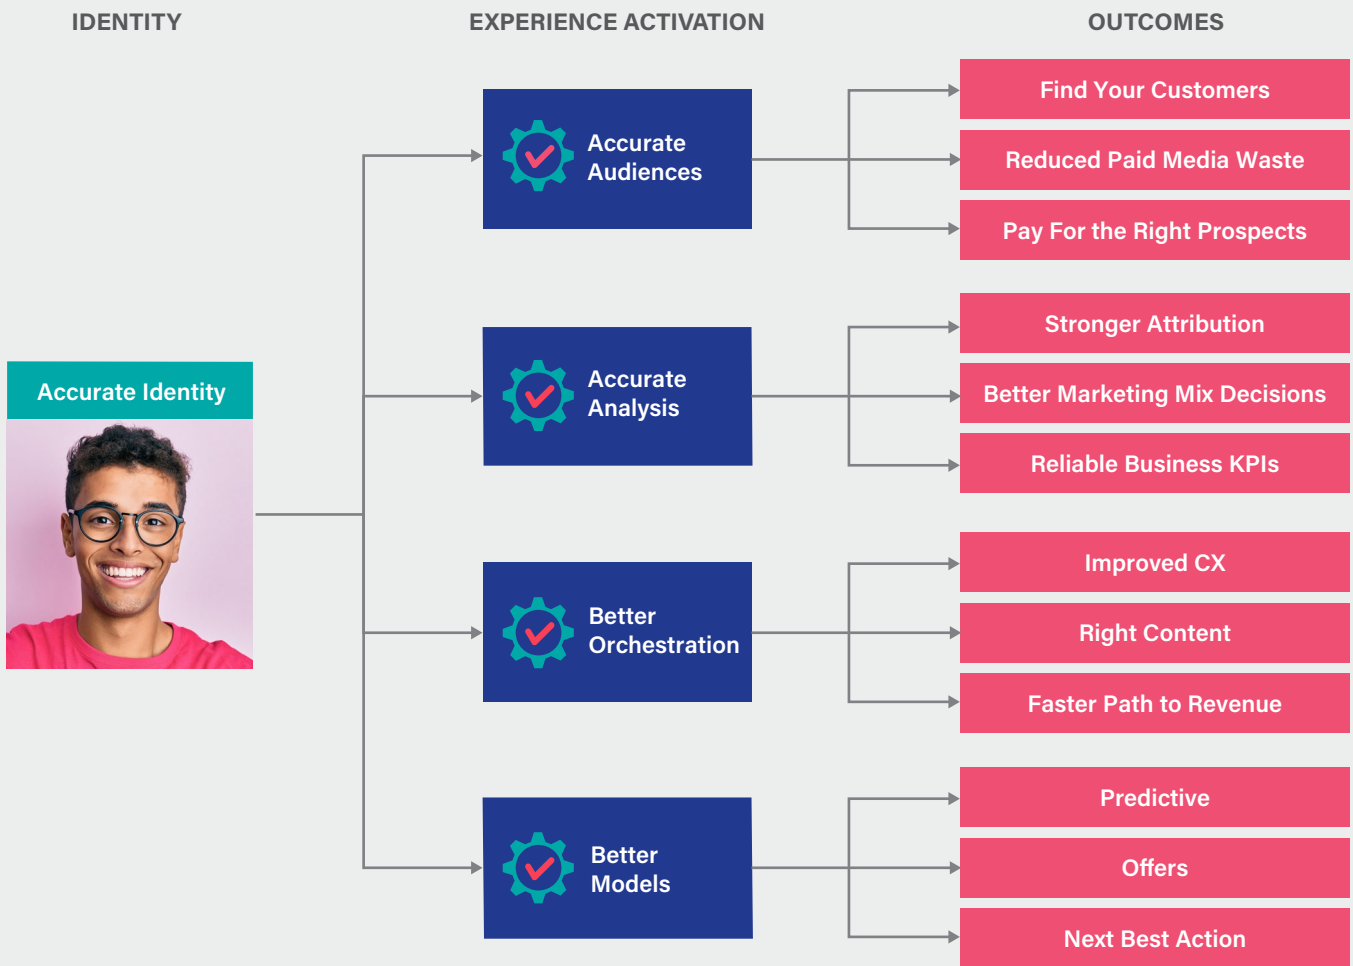 IDENTITY
EXPERIENCE ACTIVATION
OUTCOMES
Accurate Identity
Accurate
Audiences
Find Your Customers
Reduced Paid Media Waste
Pay For the Right Prospects
Accurate
Analysis
Stronger Attribution
Better Marketing Mix Decisions
Reliable Business KPIs
Better
Orchestration
Improved CX
Right Content
Faster Path to Revenue
Better
Models
Predictive
Offers
Next Best Action